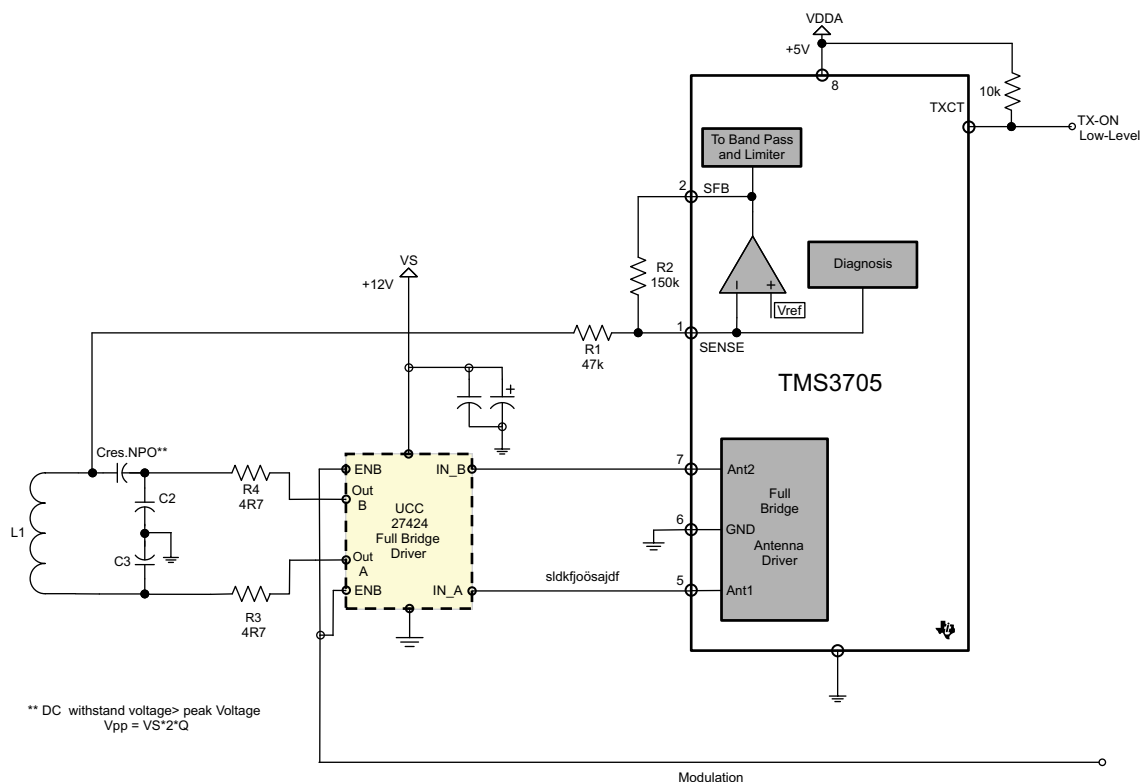 VDDA
+5V
8
10k
TXCT
TX-ON
Low-Level
To Band Pass
and Limiter
2
SFB
R2
150k
Diagnosis
Vref
VS
+12V
1
SENSE
R1
47k
TMS3705
+
Cres.NPO**
R4
4R7
ENB
IN_B
Out
B
UCC
27424
Full Bridge
Driver
7
Ant2
C2
Full
Bridge
L1
6
GND
C3
Out
A
Antenna
Driver
ENB
IN_A
sldkfjoösajdf
5
Ant1
R3
4R7
** DC withstand voltage> peak Voltage
Vpp = VS*2*Q
Modulation